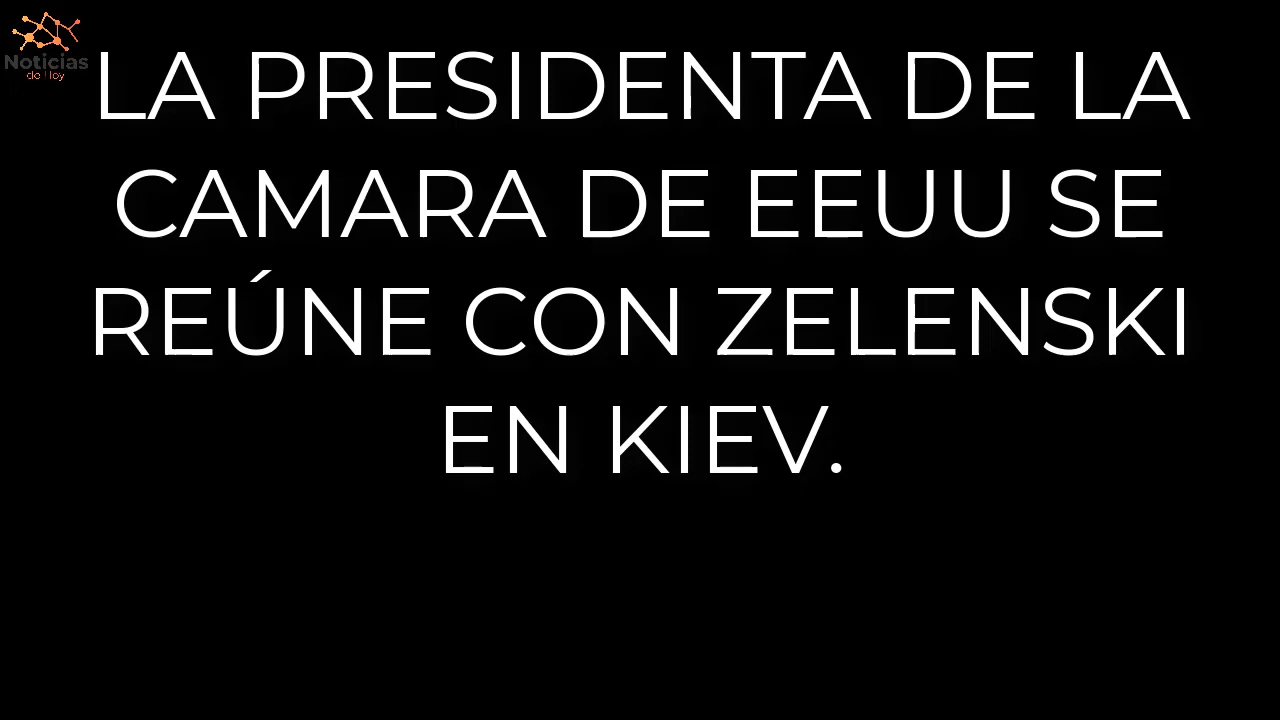 Noticias
de Hoy
LA PRESIDENTA DE LA
CAMARA DE EEUU SE
REÚNE CON ZELENSKI
EN KIEV.